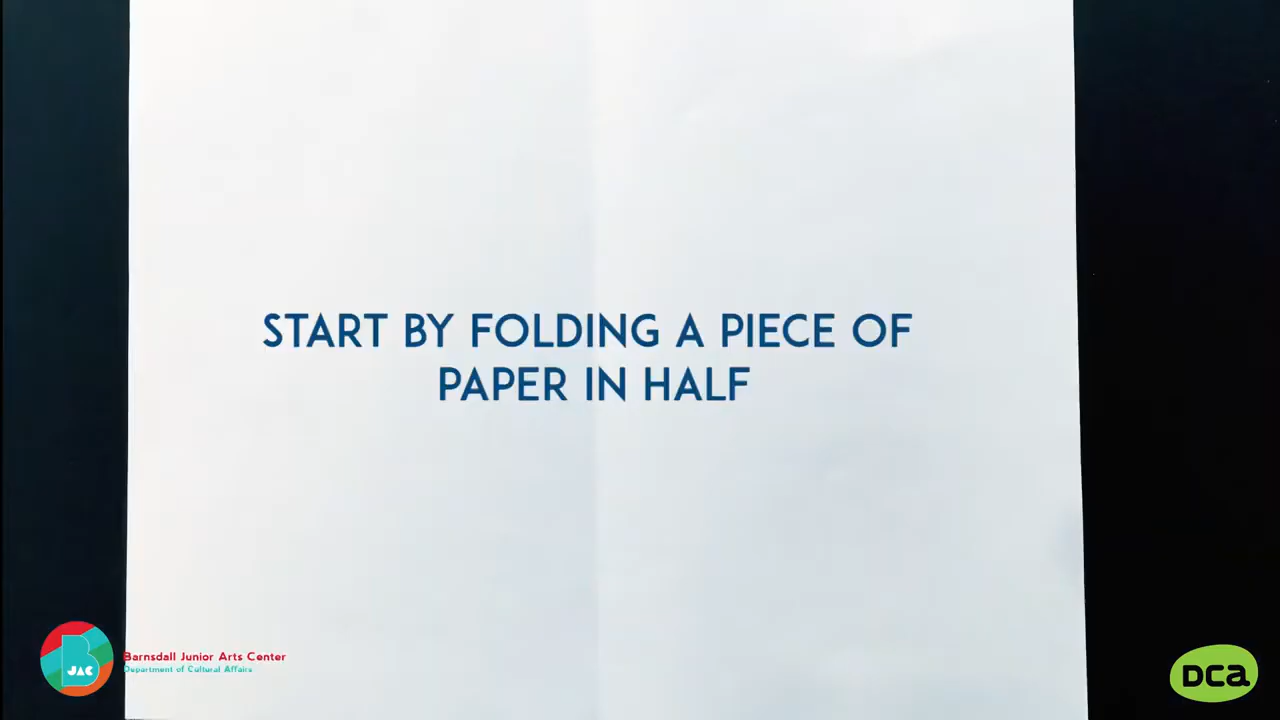 START BY FOLDING A PIECE OF
PAPER IN HALF
B
JAC
Barnsdall Junior Arts Center
Department of Cultural Affairs
DCa